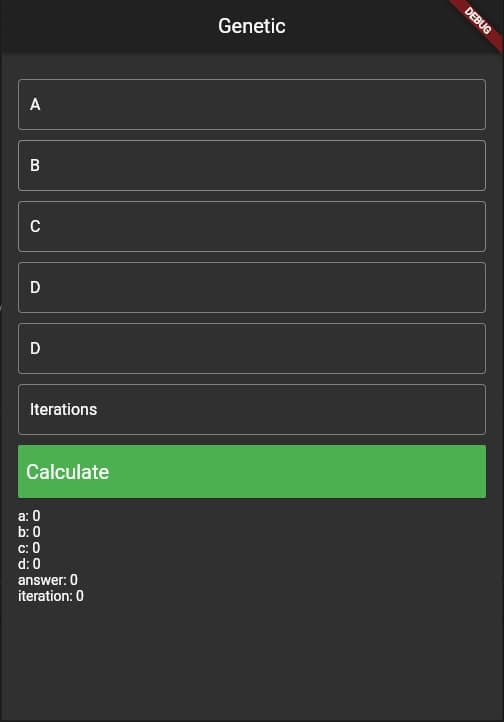 Genetic
DEBUG
A
B
C
D
D
Iterations
Calculate
a: 0
b: 0
c: 0
d: 0
answer: 0
iteration: 0